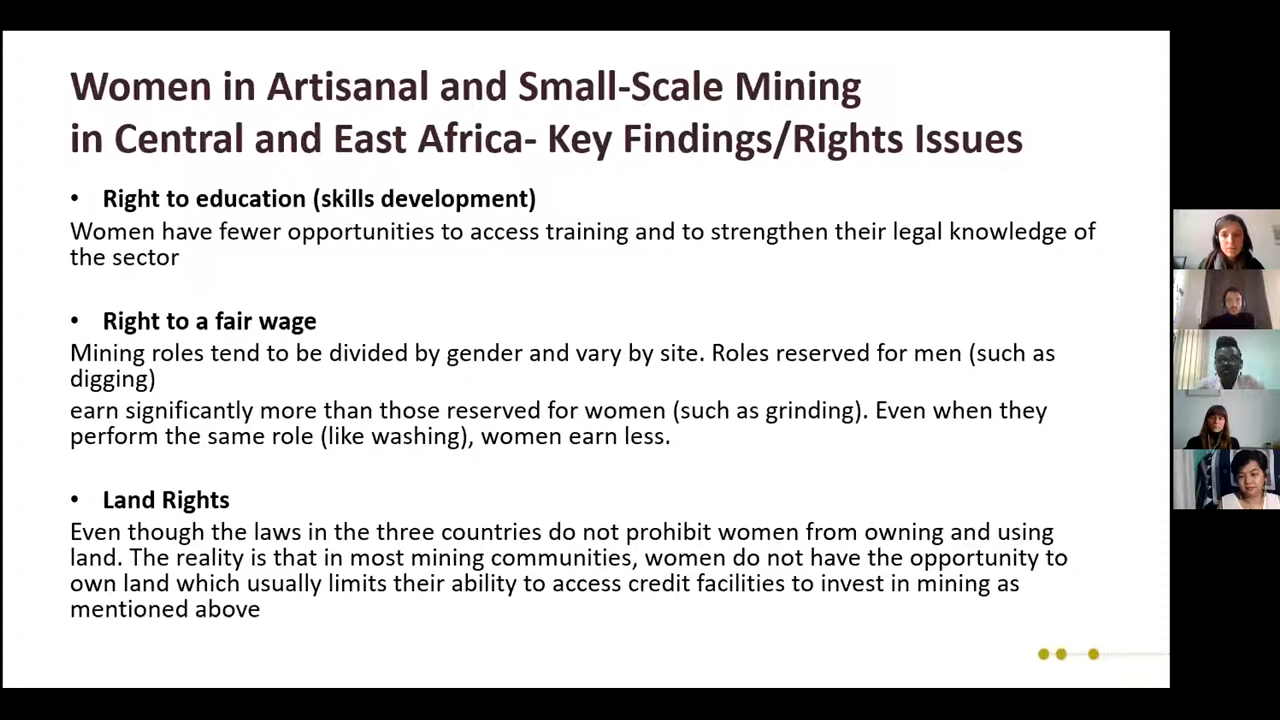 Women in Artisanal and Small-Scale Mining
in Central and East Africa- Key Findings/Rights Issues
• Right to education (skills development)
Women have fewer opportunities to access training and to strengthen their legal knowledge of
the sector
• Right to a fair wage
Mining roles tend to be divided by gender and vary by site. Roles reserved for men (such as
digging)
earn significantly more than those reserved for women (such as grinding). Even when they
perform the same role (like washing), women earn less.
• Land Rights
Even though the laws in the three countries do not prohibit women from owning and using
land. The reality is that in most mining communities, women do not have the opportunity to
own land which usually limits their ability to access credit facilities to invest in mining as
mentioned above